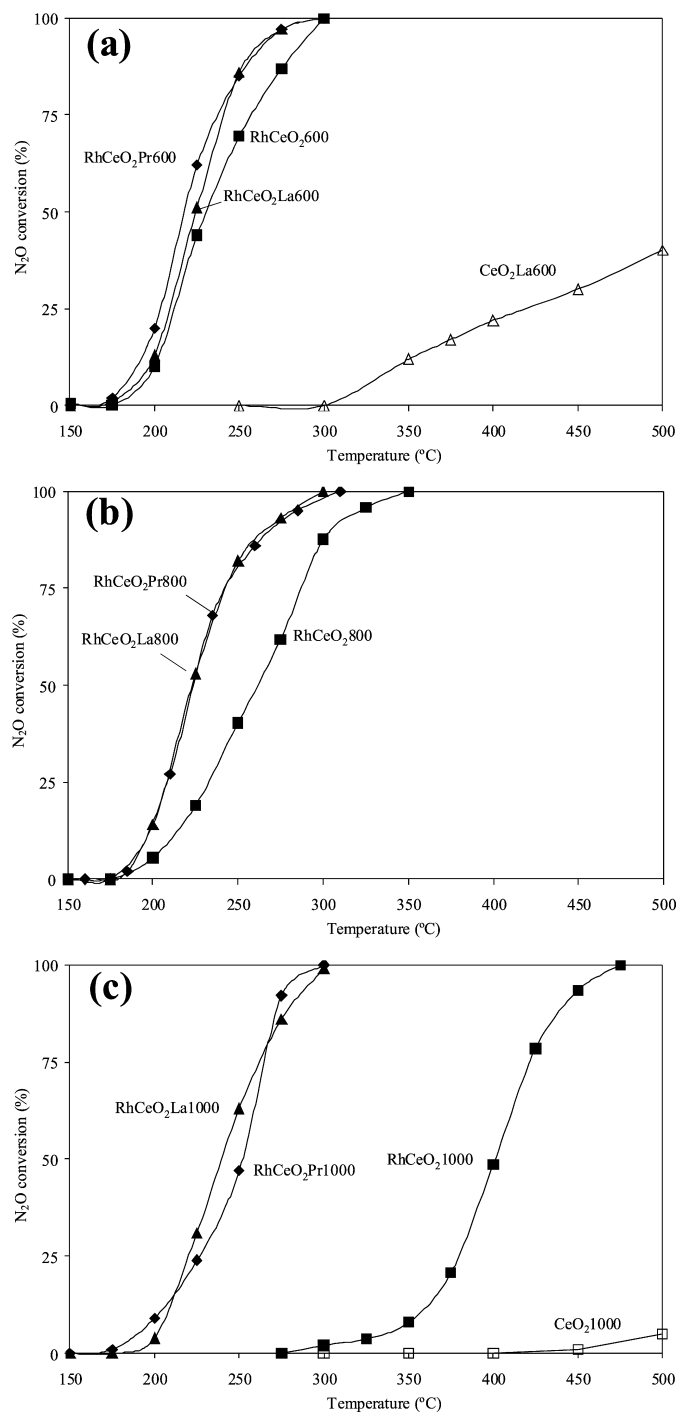 (a)
100
75
50
25
0
N₂O conversion (%)
RhCeO₂Pr600
RhCeO₂600
RhCeO₂La600
CeO₂La600
150 200 250 300 350 400 450 500
Temperature (ºC)
(b)
100
75
50
25
0
N₂O conversion (%)
RhCeO₂Pr800
RhCeO₂La800
RhCeO₂800
150 200 250 300 350 400 450 500
Temperature (ºC)
(c)
100
75
50
25
0
N₂O conversion (%)
RhCeO₂La1000
RhCeO₂Pr1000
RhCeO₂1000
CeO₂1000
150 200 250 300 350 400 450 500
Temperature (ºC)